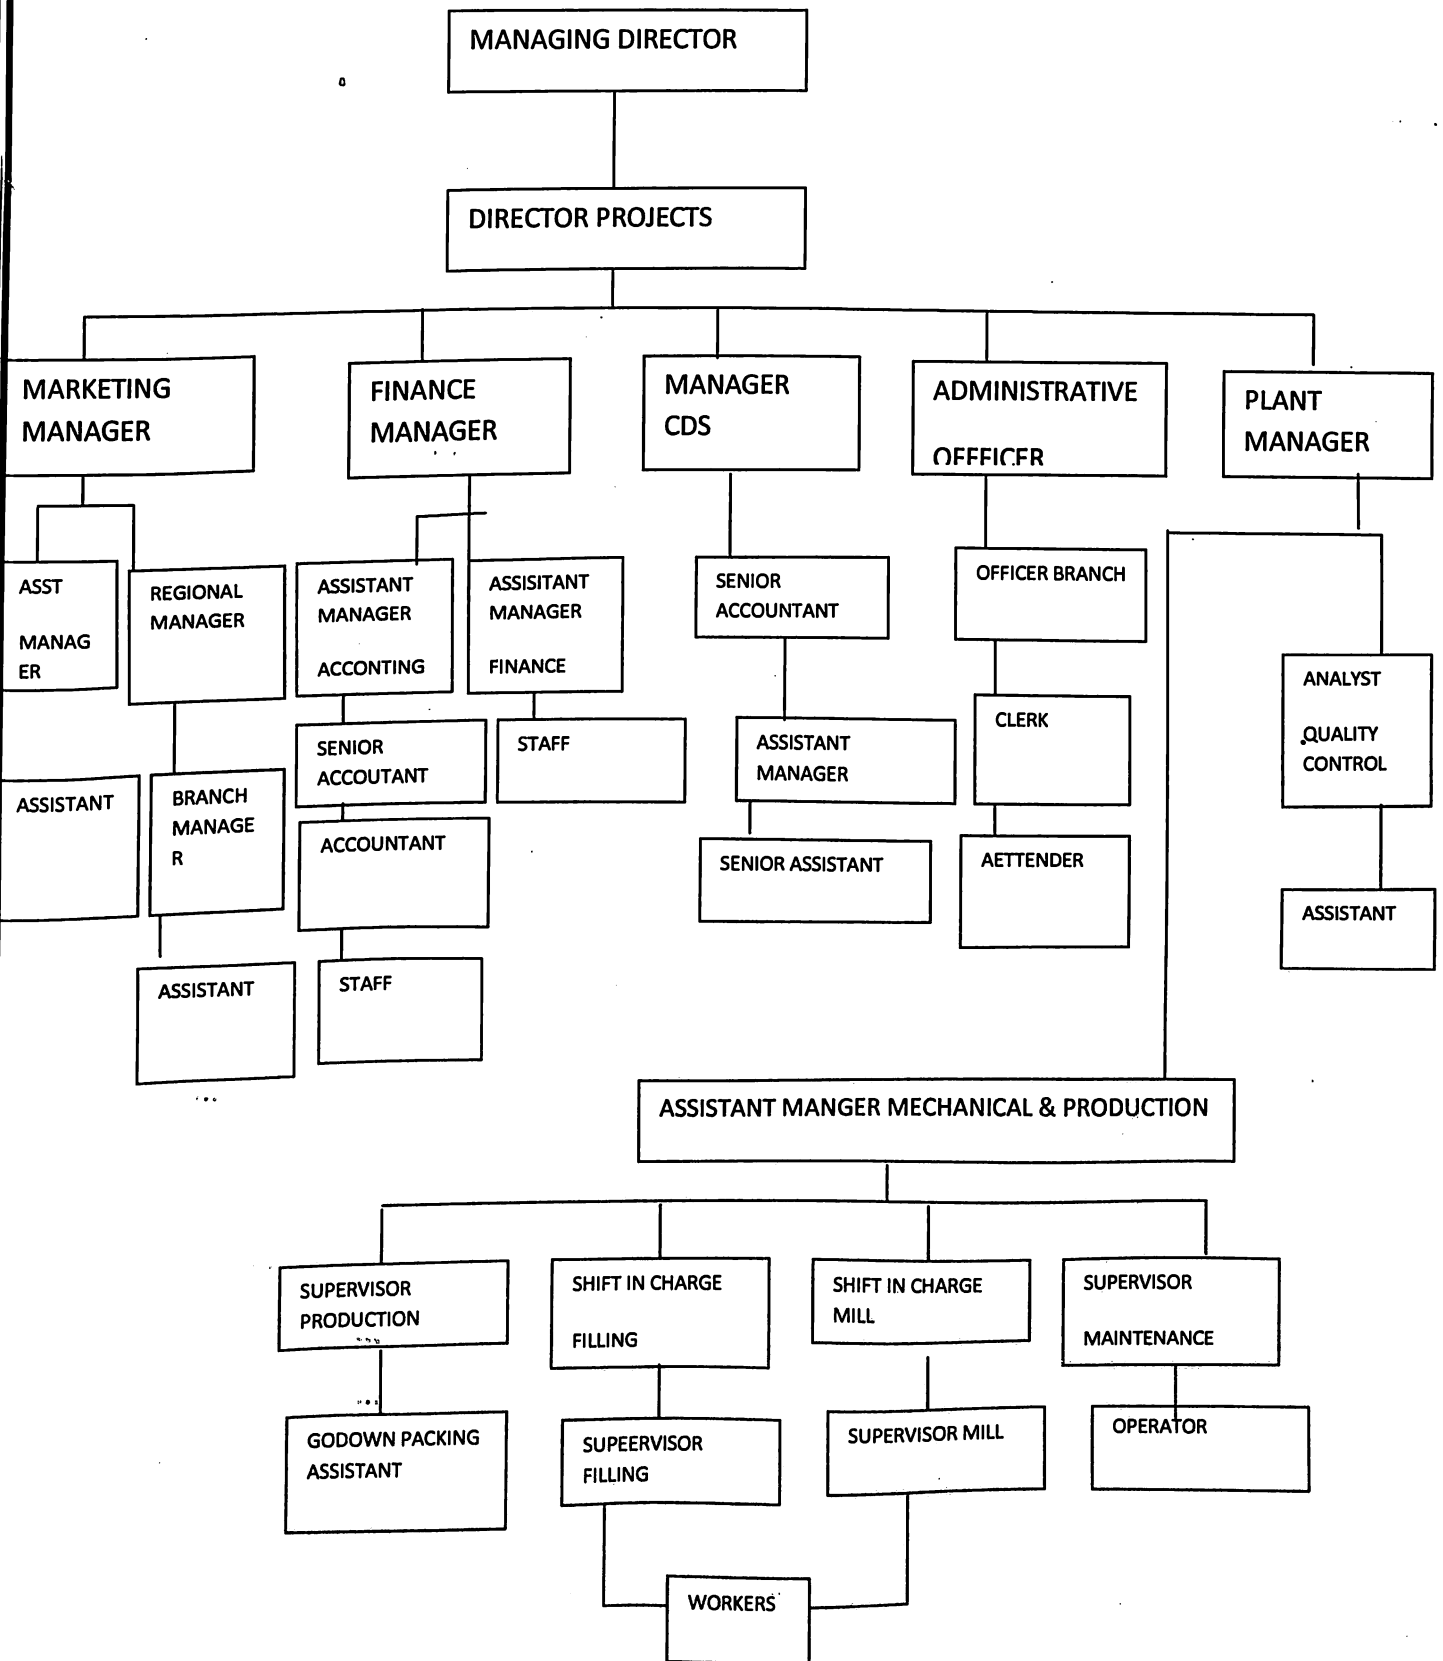 MANAGING DIRECTOR
DIRECTOR PROJECTS
MARKETING
MANAGER
FINANCE
MANAGER
MANAGER
CDS
ADMINISTRATIVE
OFFFICER
PLANT
MANAGER
ASST
MANAG
ER
REGIONAL
MANAGER
ASSISTANT
MANAGER
ACCONTING
ASSISITANT
MANAGER
FINANCE
SENIOR
ACCOUNTANT
OFFICER BRANCH
ANALYST
QUALITY
CONTROL
ASSISTANT
BRANCH
MANAGE
R
SENIOR
ACCOUTANT
STAFF
ASSISTANT
MANAGER
CLERK
ACCOUNTANT
SENIOR ASSISTANT
AETTENDER
ASSISTANT
ASSISTANT
STAFF
ASSISTANT MANGER MECHANICAL & PRODUCTION
SUPERVISOR
PRODUCTION
SHIFT IN CHARGE
FILLING
SHIFT IN CHARGE
MILL
SUPERVISOR
MAINTENANCE
GODOWN PACKING
ASSISTANT
SUPEERVISOR
FILLING
SUPERVISOR MILL
OPERATOR
WORKERS